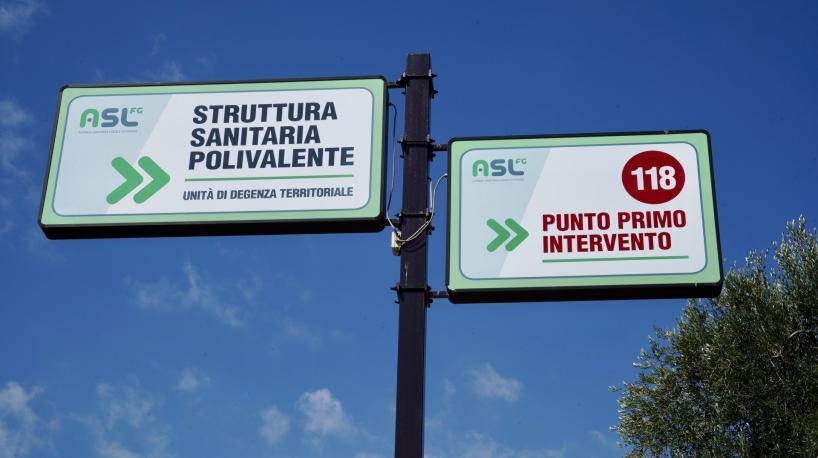 ASL FG
STRUTTURA
SANITARIA
POLIVALENTE
UNITÀ DI DEGENZA TERRITORIALE
ASL FG
118
PUNTO PRIMO
INTERVENTO